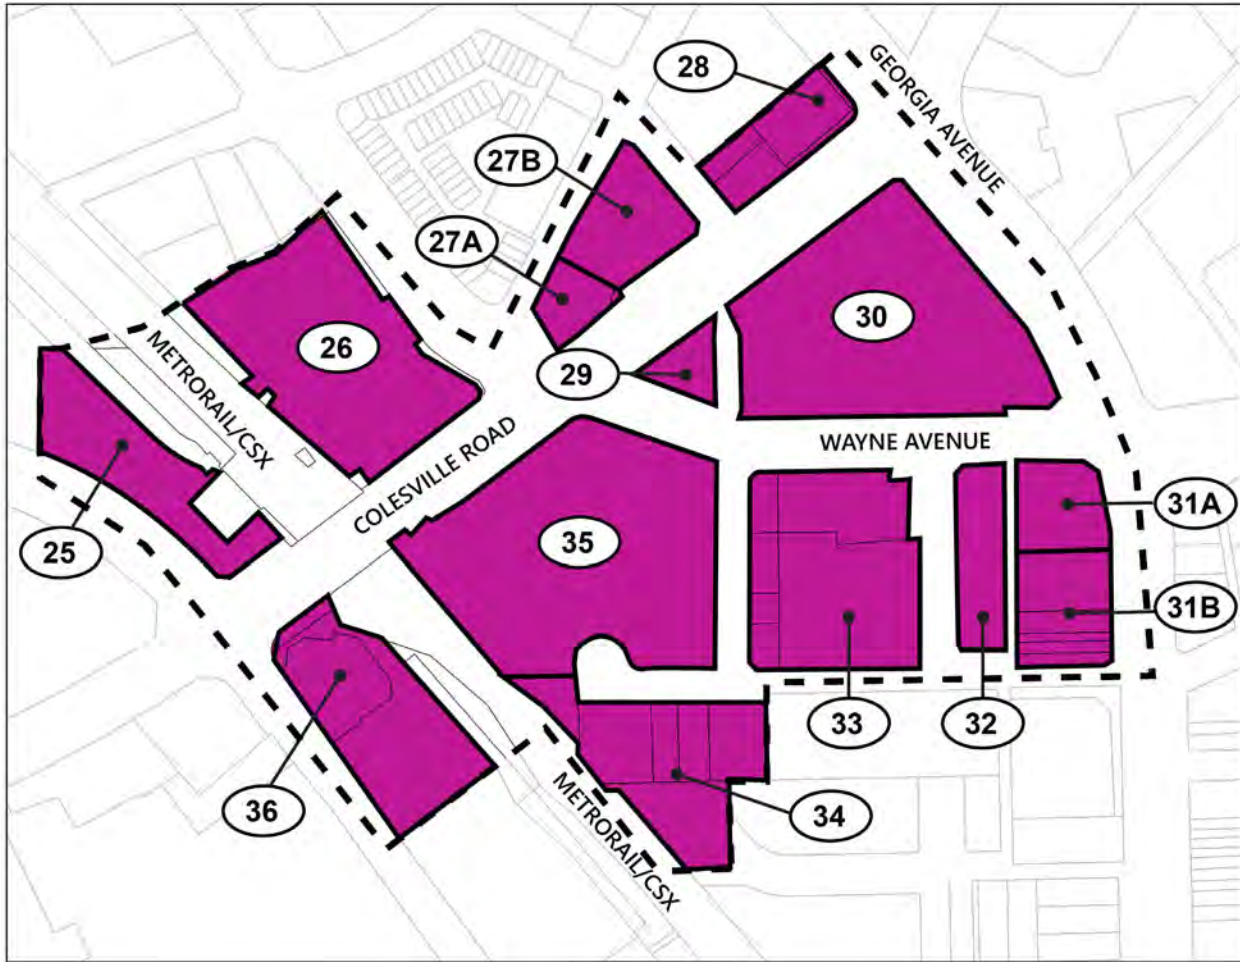 28
GEORGIA AVENUE
27B
27A
30
26
METRORAIL/CSX
29
COLESVILLE ROAD
WAYNE AVENUE
31A
25
35
31B
36
33
32
34
METRORAIL/CSX